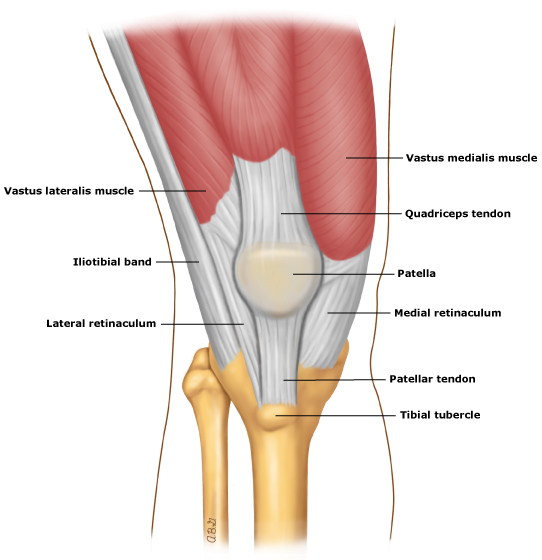 Vastus medialis muscle
Vastus lateralis muscle
Quadriceps tendon
Iliotibial band
Patella
Medial retinaculum
Lateral retinaculum
Patellar tendon
Tibial tubercle